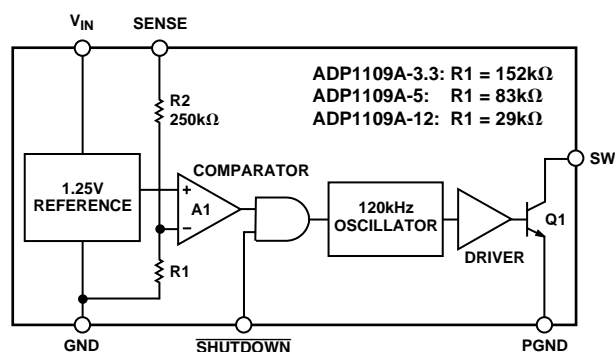 VIN
SENSE
R2
250kΩ
ADP1109A-3.3: R1 = 152kΩ
ADP1109A-5: R1 = 83kΩ
ADP1109A-12: R1 = 29kΩ
1.25V
REFERENCE
COMPARATOR
+
A1
–
R1
120kHz
OSCILLATOR
DRIVER
SW
Q1
GND
SHUTDOWN
PGND